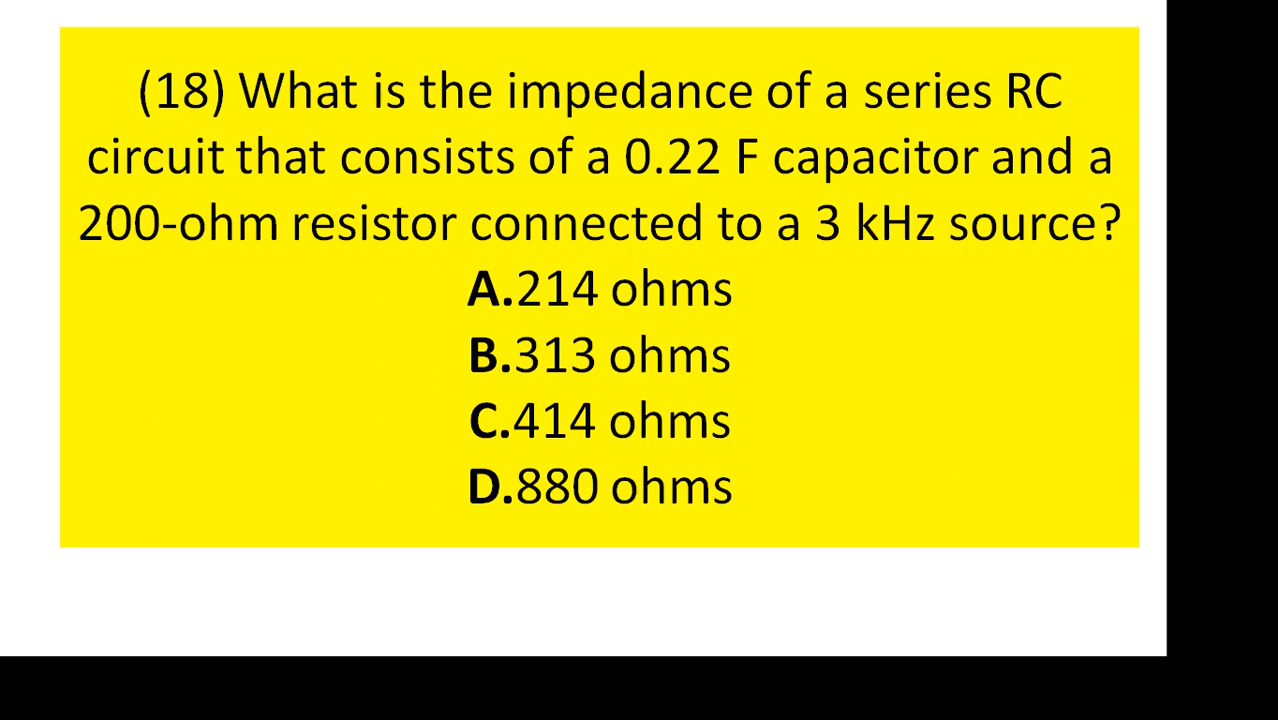 (18) What is the impedance of a series RC
circuit that consists of a 0.22 F capacitor and a
200-ohm resistor connected to a 3 kHz source?
A.214 ohms
B.313 ohms
C.414 ohms
D.880 ohms